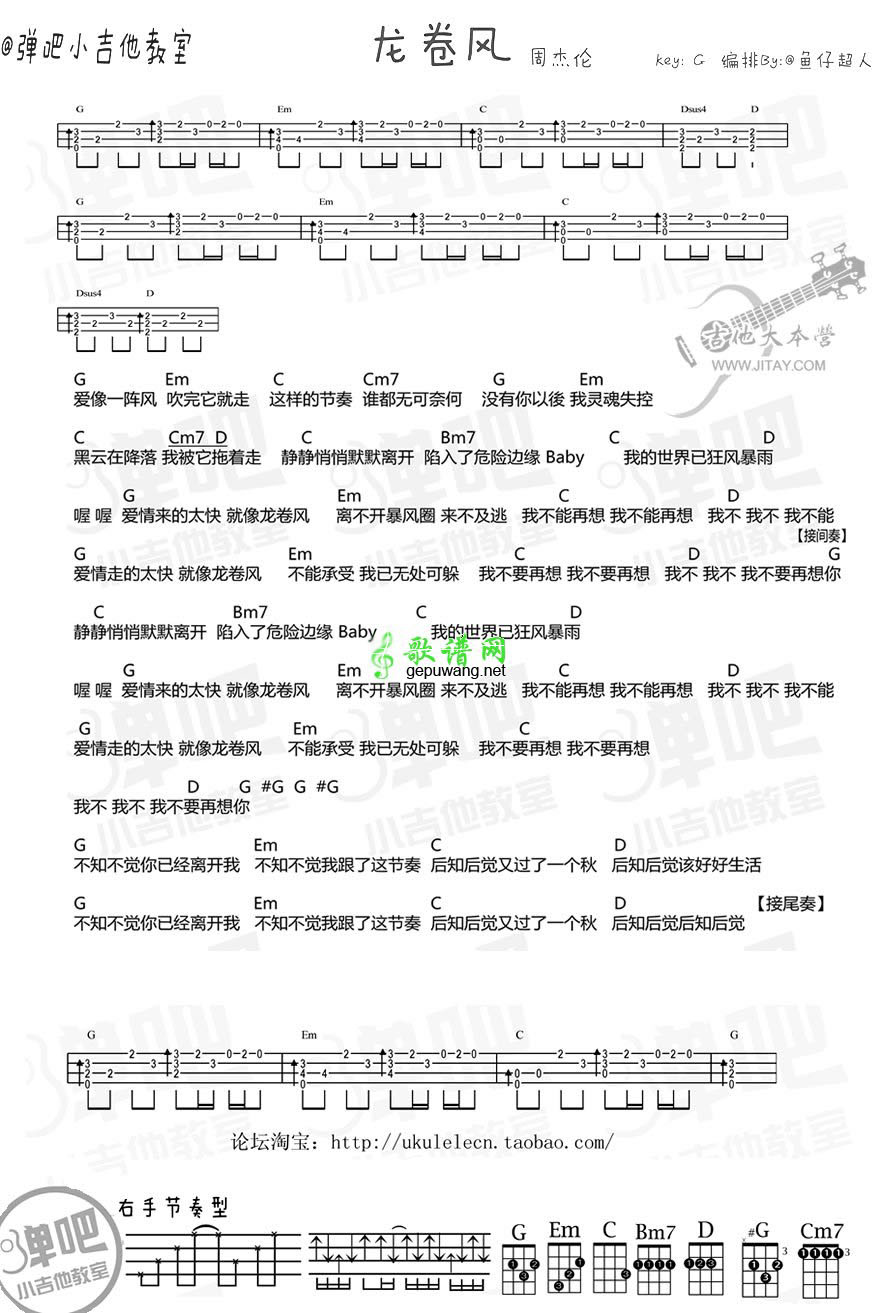 @弹吧小吉他教室 龙卷风 周杰伦 key: G 编排By:@鱼仔超人
G Em C Dsus4 D
G Em C
Dsus4 D
吉他大本营
WWW.JITAY.COM
G Em C Cm7 G Em
爱像一阵风 吹完它就走 这样的节奏 谁都无可奈何 没有你以後 我灵魂失控
C Cm7 D C Bm7 C D
黑云在降落 我被它拖着走 静静悄悄默默离开 陷入了危险边缘 Baby 我的世界已狂风暴雨
G Em C D
喔 喔 爱情来的太快 就像龙卷风 离不开暴风圈 来不及逃 我不能再想 我不能再想 我不 我不 我不能
【接间奏】
G Em C D G
爱情走的太快 就像龙卷风 不能承受 我已无处可躲 我不要再想 我不要再想 我不 我不 我不要再想你
C Bm7 C D
静静悄悄默默离开 陷入了危险边缘 Baby 我的世界已狂风暴雨
歌谱网
gepuwang.net
G Em C D
喔 喔 爱情来的太快 就像龙卷风 离不开暴风圈 来不及逃 我不能再想 我不能再想 我不 我不 我不能
G Em C
爱情走的太快 就像龙卷风 不能承受 我已无处可躲 我不要再想 我不要再想
D G #G G #G
我不 我不 我不要再想你
G Em C D
不知不觉你已经离开我 不知不觉我跟了这节奏 后知后觉又过了一个秋 后知后觉该好好生活
G Em C D 【接尾奏】
不知不觉你已经离开我 不知不觉我跟了这节奏 后知后觉又过了一个秋 后知后觉后知后觉
G Em C G
论坛淘宝: http://ukulelecn.taobao.com/
右手节奏型
G Em C Bm7 D #G Cm7
弹吧
小吉他教室